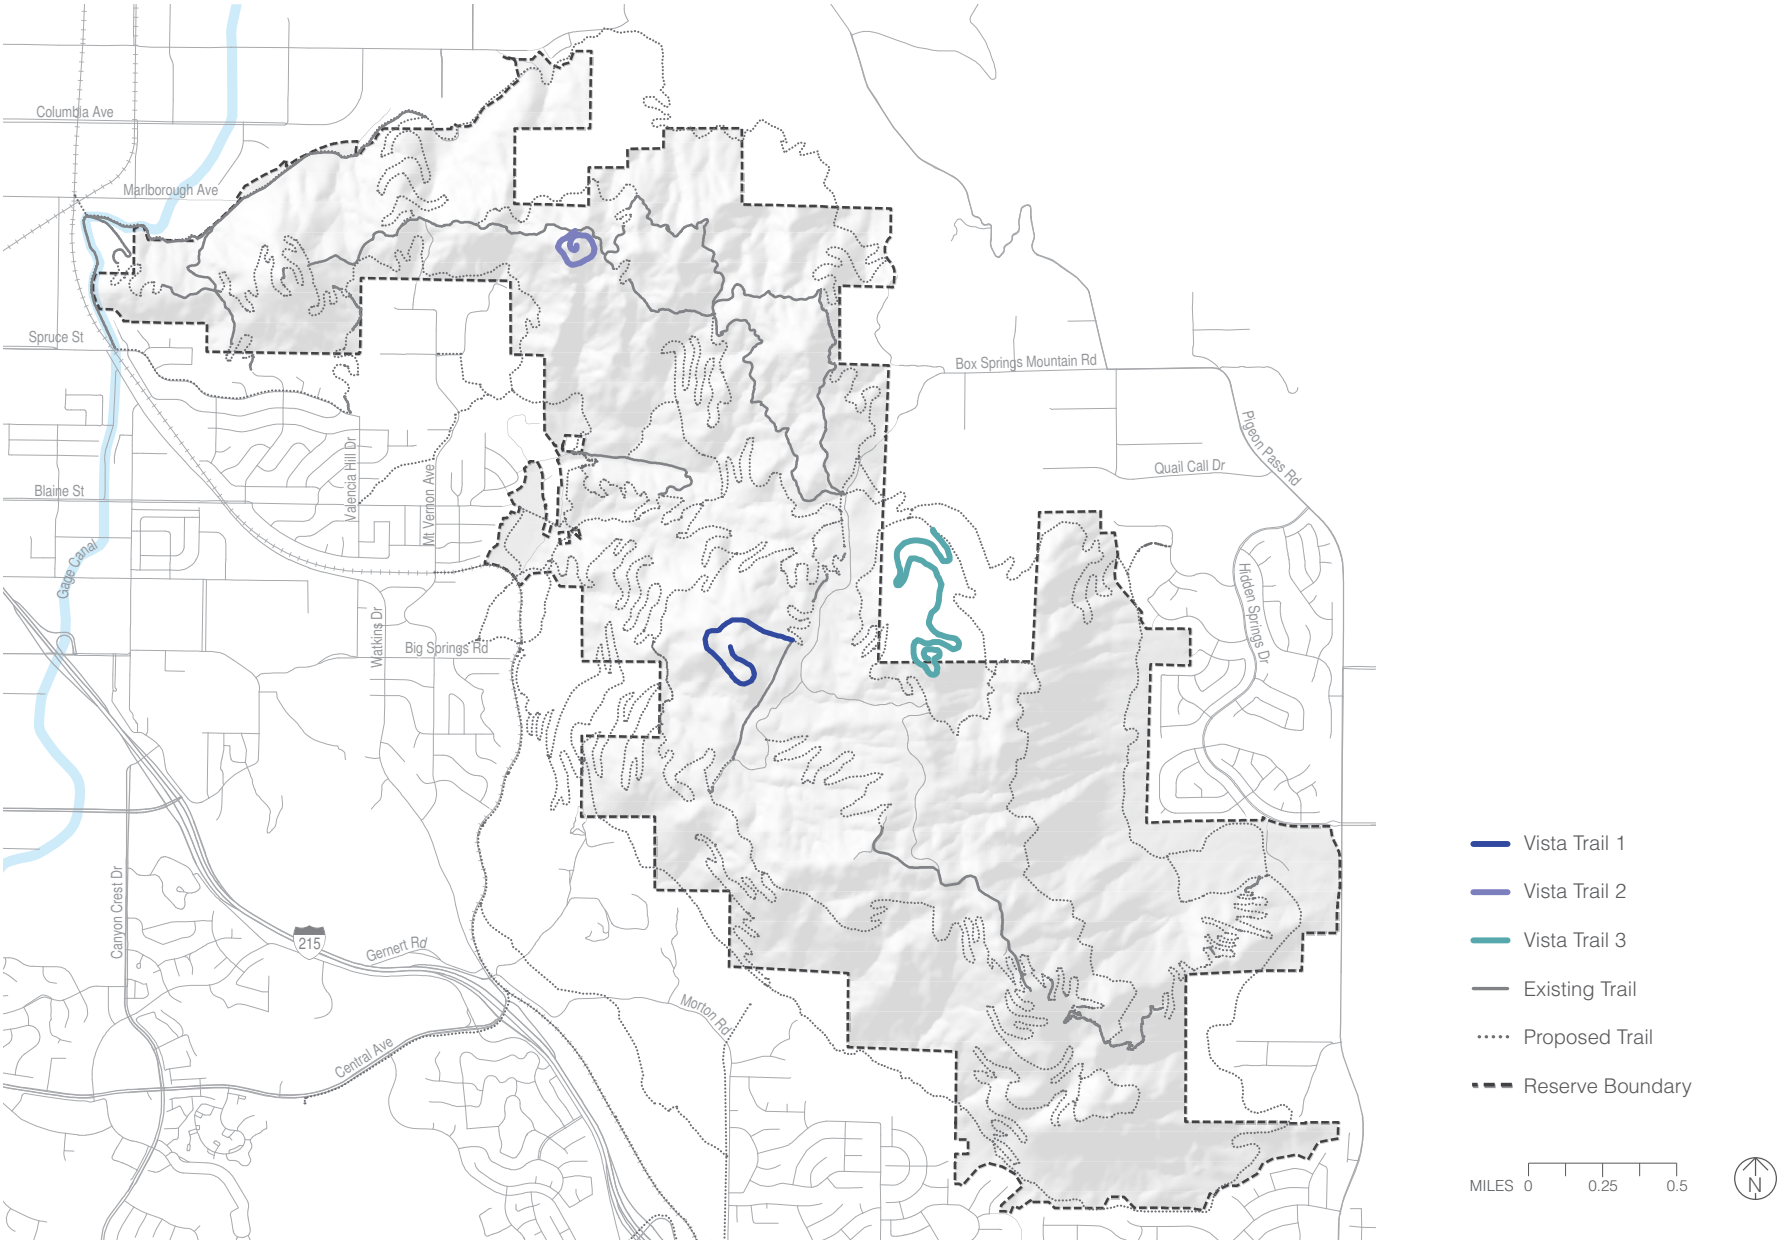 Columbia Ave
Marlborough Ave
Spruce St
Box Springs Mountain Rd
Pigeon Pass Rd
Quail Call Dr
Valencia Hill Dr
Mt Vernon Ave
Blaine St
Gage Canal
Hidden Springs Dr
Watkins Dr
Big Springs Rd
Canyon Crest Dr
215
Gernert Rd
Morton Rd
Central Ave
Vista Trail 1
Vista Trail 2
Vista Trail 3
Existing Trail
Proposed Trail
Reserve Boundary
MILES 0 0.25 0.5
N